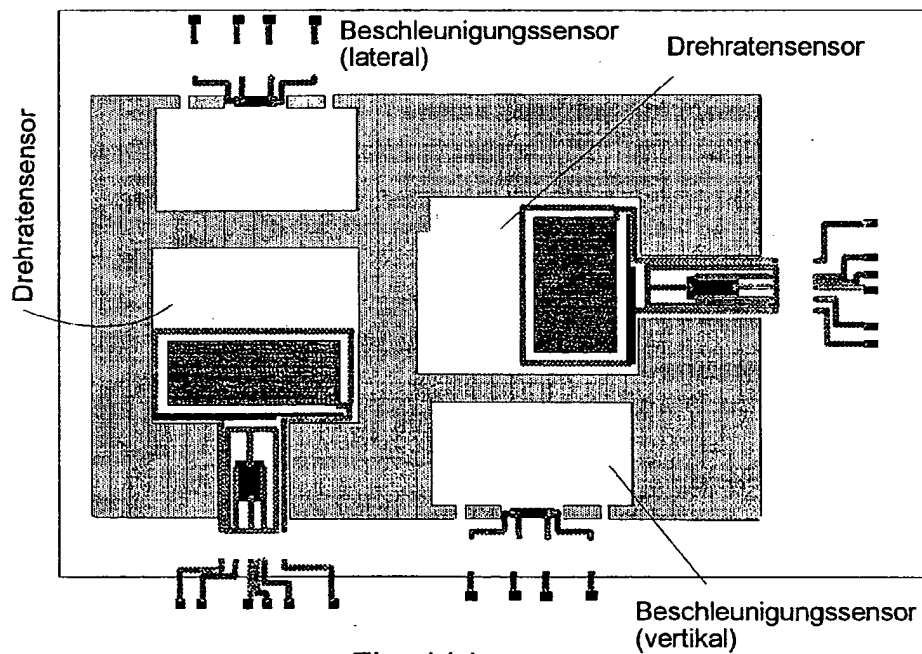 Beschleunigungssensor
(lateral)
Drehratensensor
Drehratensensor
Beschleunigungssensor
(vertikal)